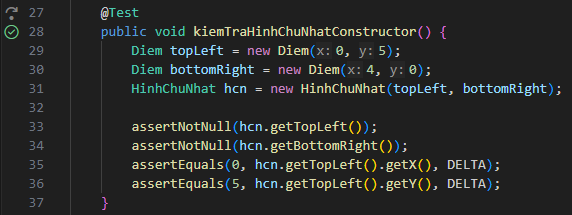 27 @Test
28 public void kiemTraHinhChuNhatConstructor() {
29 Diem topLeft = new Diem(x:0, y:5);
30 Diem bottomRight = new Diem(x:4, y:0);
31 HinhChuNhat hcn = new HinhChuNhat(topLeft, bottomRight);
32
33 assertNotNull(hcn.getTopLeft());
34 assertNotNull(hcn.getBottomRight());
35 assertEquals(0, hcn.getTopLeft().getX(), DELTA);
36 assertEquals(5, hcn.getTopLeft().getY(), DELTA);
37 }